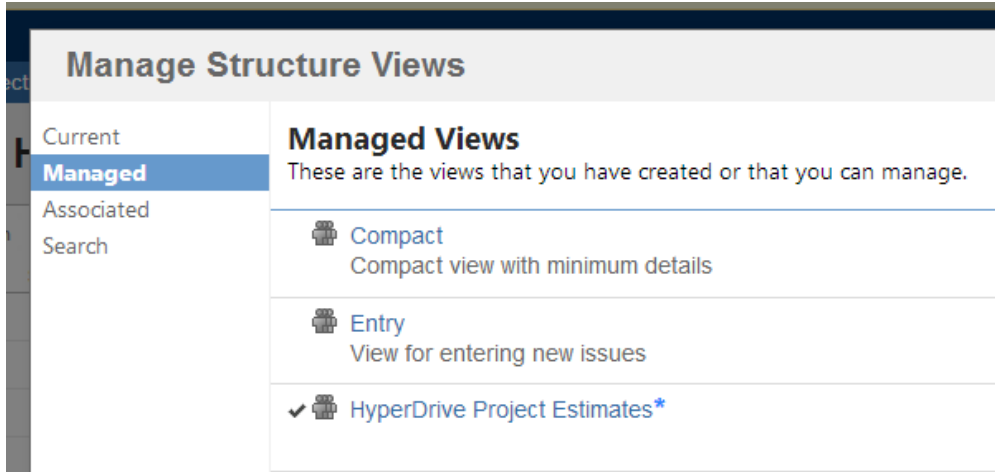 Manage Structure Views
ect
H
Current
Managed
Associated
Search
Managed Views
These are the views that you have created or that you can manage.
Compact
Compact view with minimum details
Entry
View for entering new issues
HyperDrive Project Estimates*